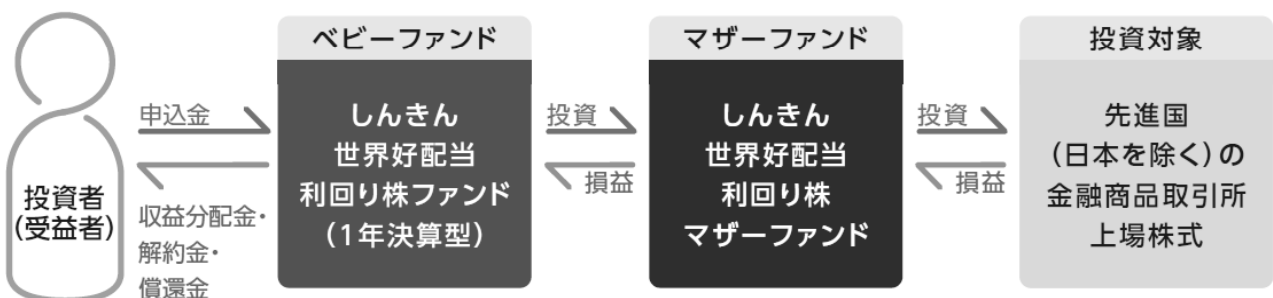 投資者
(受益者)
申込金
収益分配金・
解約金・
償還金
ベビーファンド
しんきん
世界好配当
利回り株ファンド
(1年決算型)
投資
損益
マザーファンド
しんきん
世界好配当
利回り株
マザーファンド
投資
損益
投資対象
先進国
(日本を除く)の
金融商品取引所
上場株式